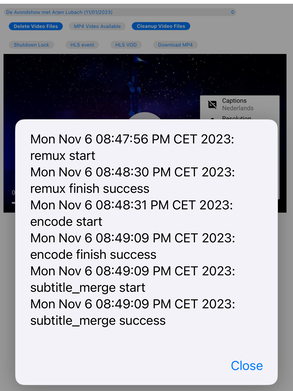 De Avondshow met Arjen Lubach (11/01/2023)
Delete Video Files
MP4 Video Available
Cleanup Video Files
Shutdown Lock
HLS event
HLS VOD
Download MP4
Captions
Nederlands
Resolution
Mon Nov 6 08:47:56 PM CET 2023:
remux start
Mon Nov 6 08:48:30 PM CET 2023:
remux finish success
Mon Nov 6 08:48:31 PM CET 2023:
encode start
Mon Nov 6 08:49:09 PM CET 2023:
encode finish success
Mon Nov 6 08:49:09 PM CET 2023:
subtitle_merge start
Mon Nov 6 08:49:09 PM CET 2023:
subtitle_merge success
Close